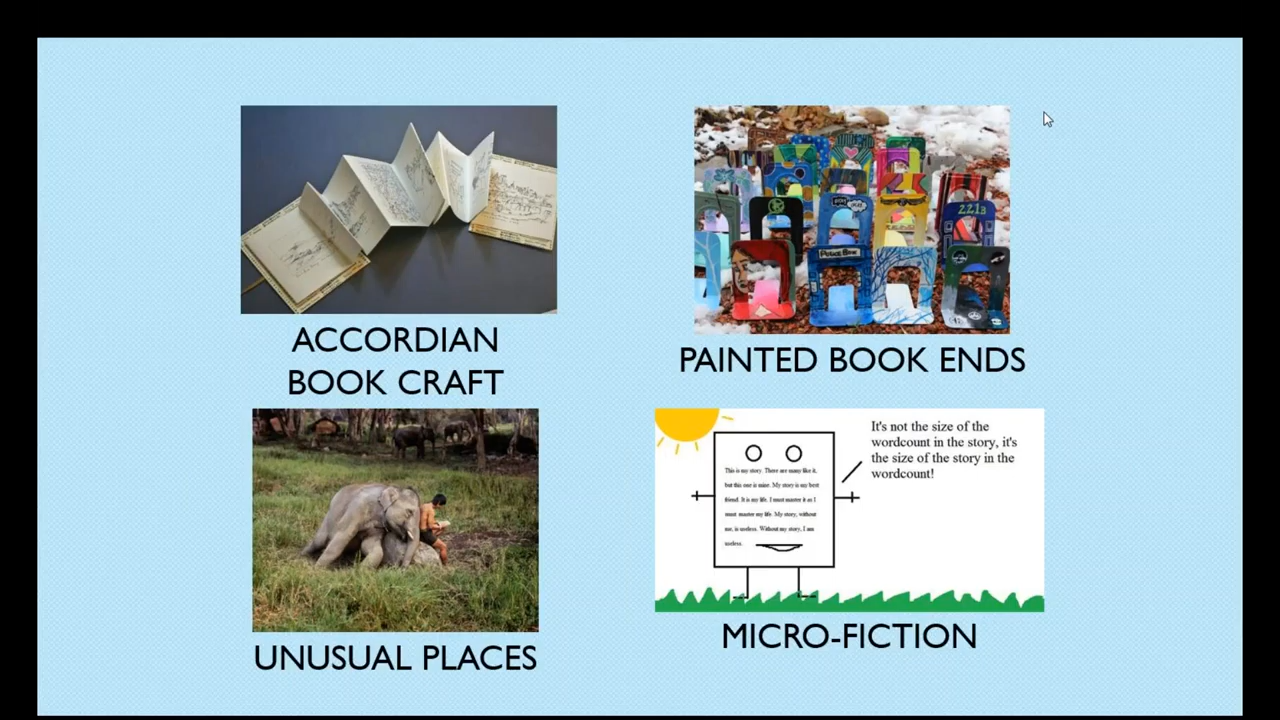 ACCORDIAN
BOOK CRAFT
221B
POLICE BOX
PAINTED BOOK ENDS
UNUSUAL PLACES
It's not the size of the
wordcount in the story, it's
the size of the story in the
wordcount!
This is my story. There are many like it,
but this one is mine. My story is my best
friend. It is my life. I must master it as I
must master my life. My story, without
me, is useless. Without my story, I am
useless.
MICRO-FICTION